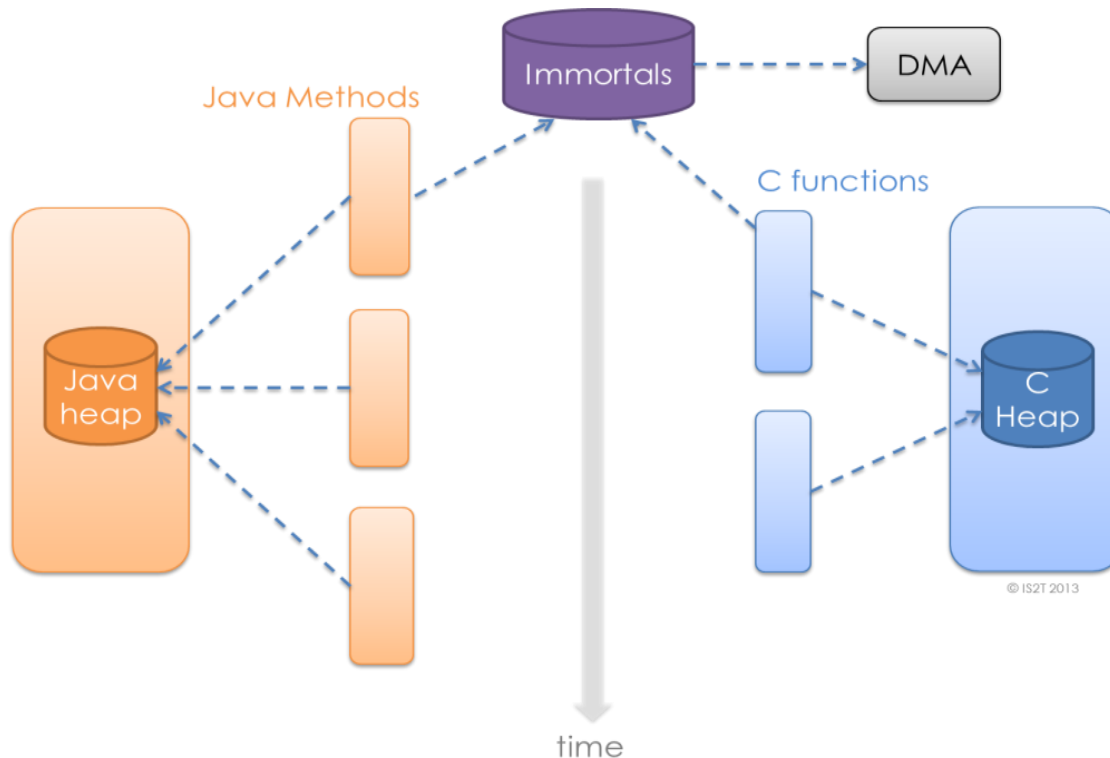 Immortals
DMA
Java Methods
C functions
Java
heap
C
Heap
© IS2T 2013
time